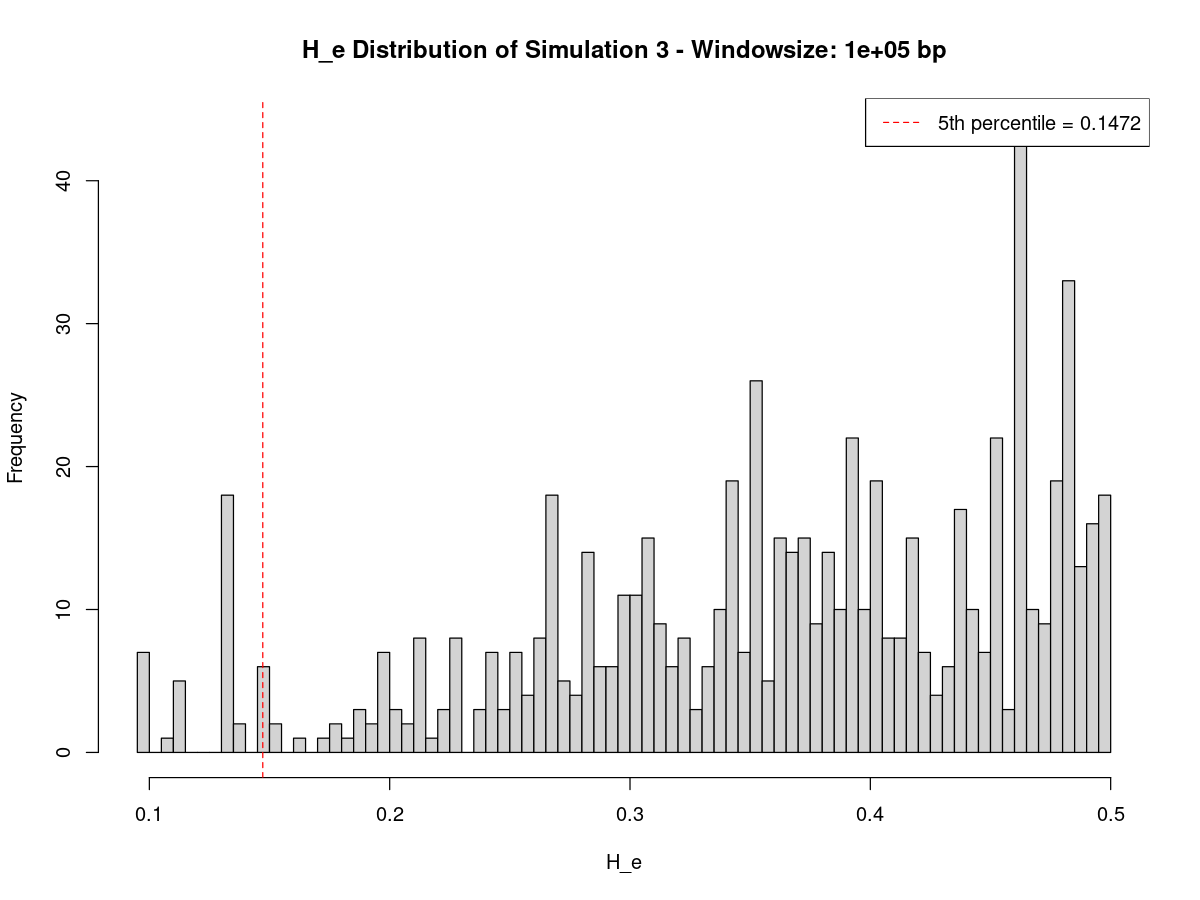 H_e Distribution of Simulation 3 - Windowsize: 1e+05 bp
5th percentile = 0.1472
Frequency
40
30
20
10
0
0.1 0.2 0.3 0.4 0.5
H_e